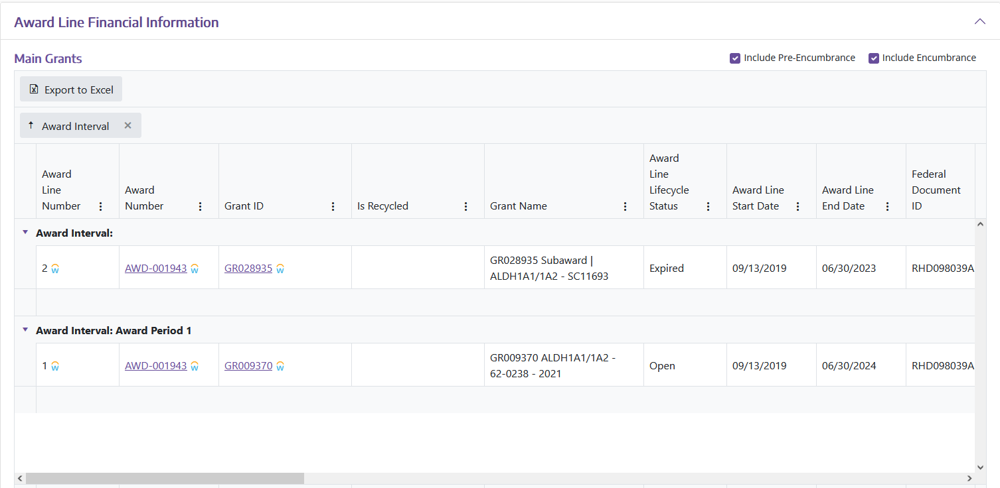 Award Line Financial Information
Main Grants
Include Pre-Encumbrance
Include Encumbrance
Export to Excel
Award Interval
Award Line Number
Award Number
Grant ID
Is Recycled
Grant Name
Award Line Lifecycle Status
Award Line Start Date
Award Line End Date
Federal Document ID
Award Interval:
2
AWD-001943
GR028935
GR028935 Subaward |
ALDH1A1/1A2 - SC11693
Expired
09/13/2019
06/30/2023
RHD098039A
Award Interval: Award Period 1
1
AWD-001943
GR009370
GR009370 ALDH1A1/1A2 -
62-0238 - 2021
Open
09/13/2019
06/30/2024
RHD098039A